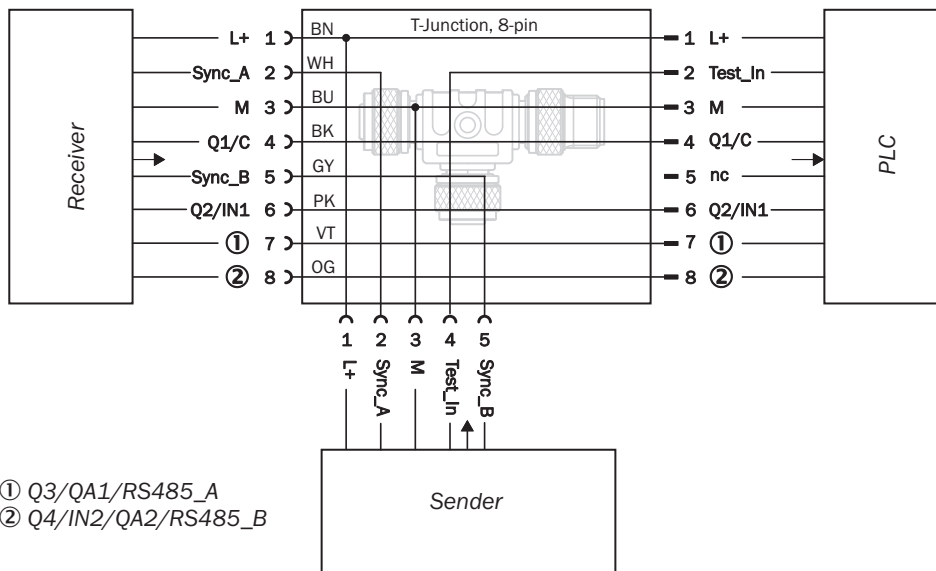 T-Junction, 8-pin
L+ 1 BN 1 L+
Sync_A 2 WH 2 Test_In
M 3 BU 3 M
Q1/C 4 BK 4 Q1/C
Sync_B 5 GY 5 nc
Q2/IN1 6 PK 6 Q2/IN1
① 7 VT 7 ①
② 8 OG 8 ②
Receiver
PLC
1 2 3 4 5
L+ Sync_A M Test_In Sync_B
Sender
① Q3/QA1/RS485_A
② Q4/IN2/QA2/RS485_B